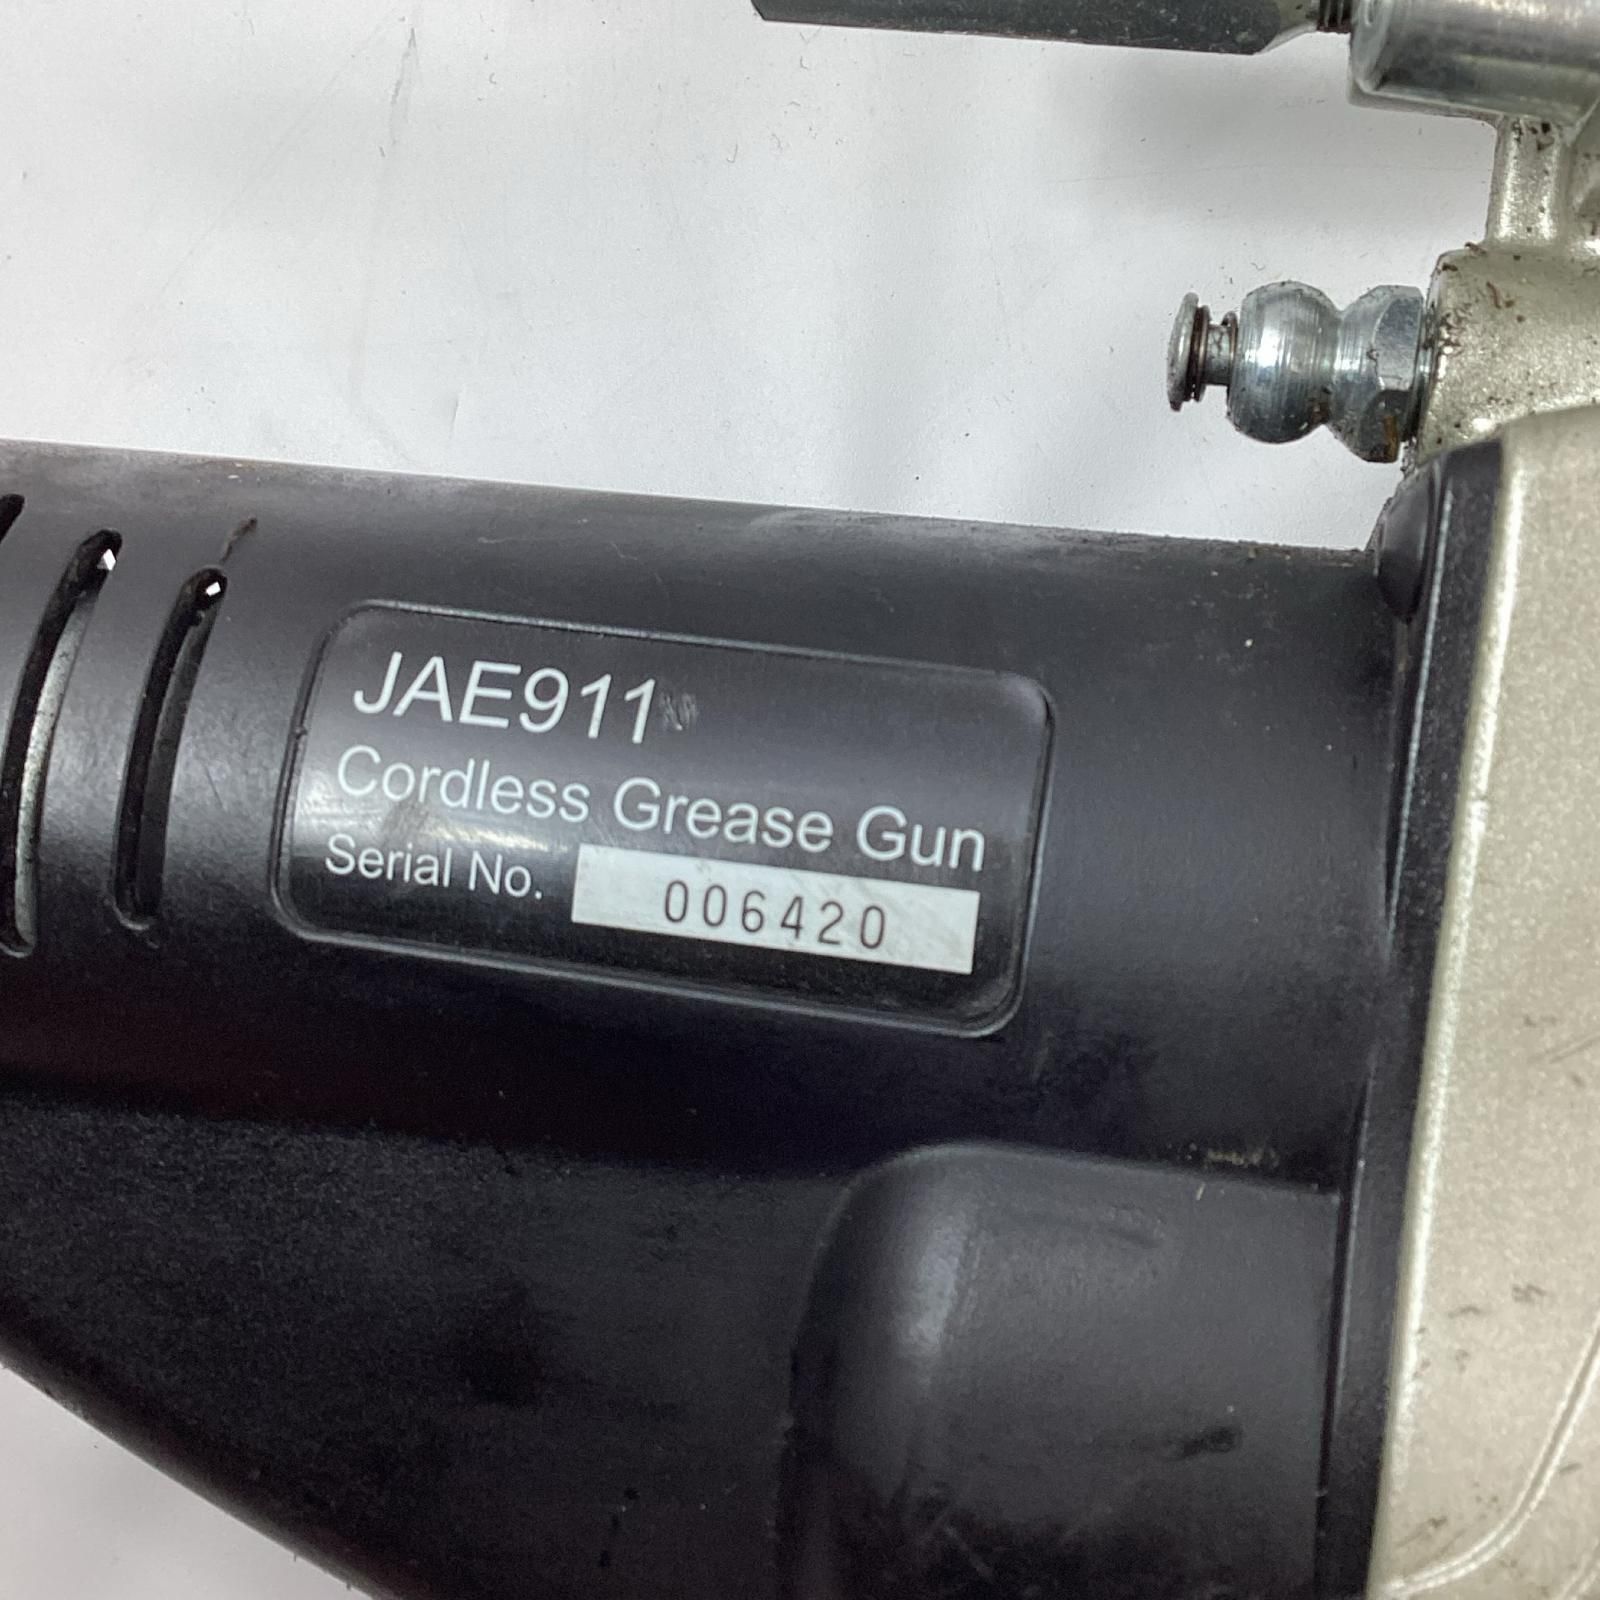 JAE911
Cordless Grease Gun
Serial No. 006420